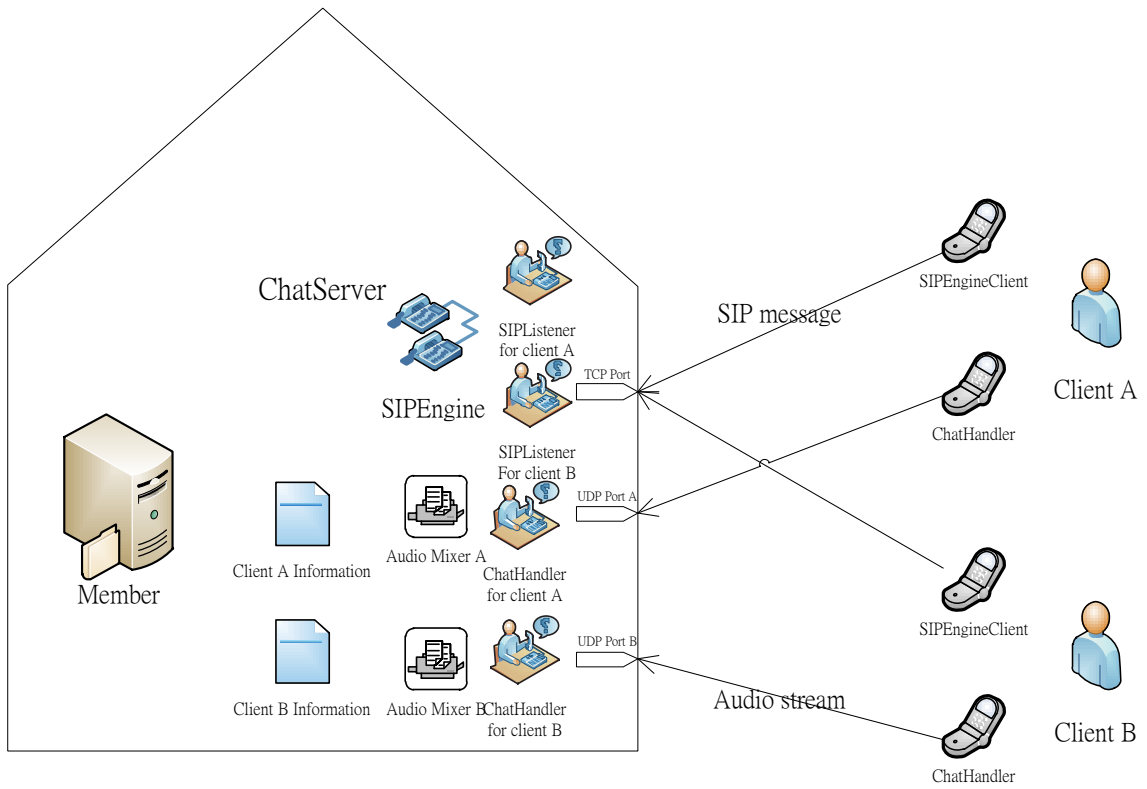 ChatServer
SIPListener
for client A
SIPEngine
SIPListener
For client B
TCP Port
SIP message
SIPEngineClient
Client A
ChatHandler
Member
Client A Information
Audio Mixer A
ChatHandler
for client A
UDP Port A
Client B Information
Audio Mixer B
ChatHandler
for client B
UDP Port B
Audio stream
SIPEngineClient
Client B
ChatHandler